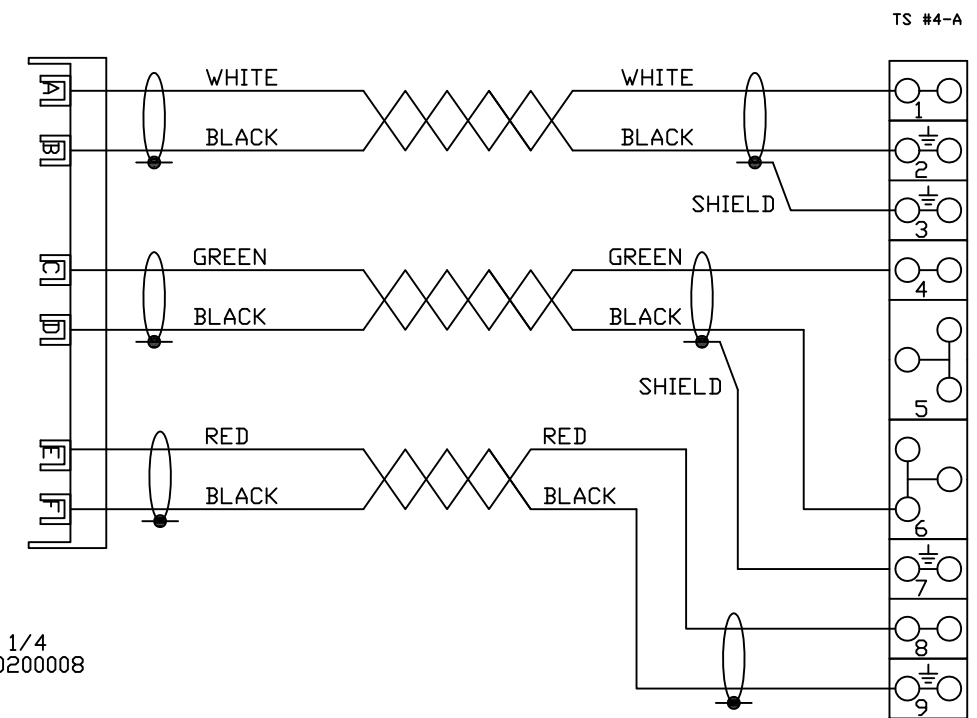 TS #4-A
WHITE
WHITE
A
1
BLACK
BLACK
B
2
SHIELD
3
GREEN
GREEN
C
4
BLACK
BLACK
D
SHIELD
5
RED
RED
E
BLACK
BLACK
F
6
7
1/4
0200008
8
9